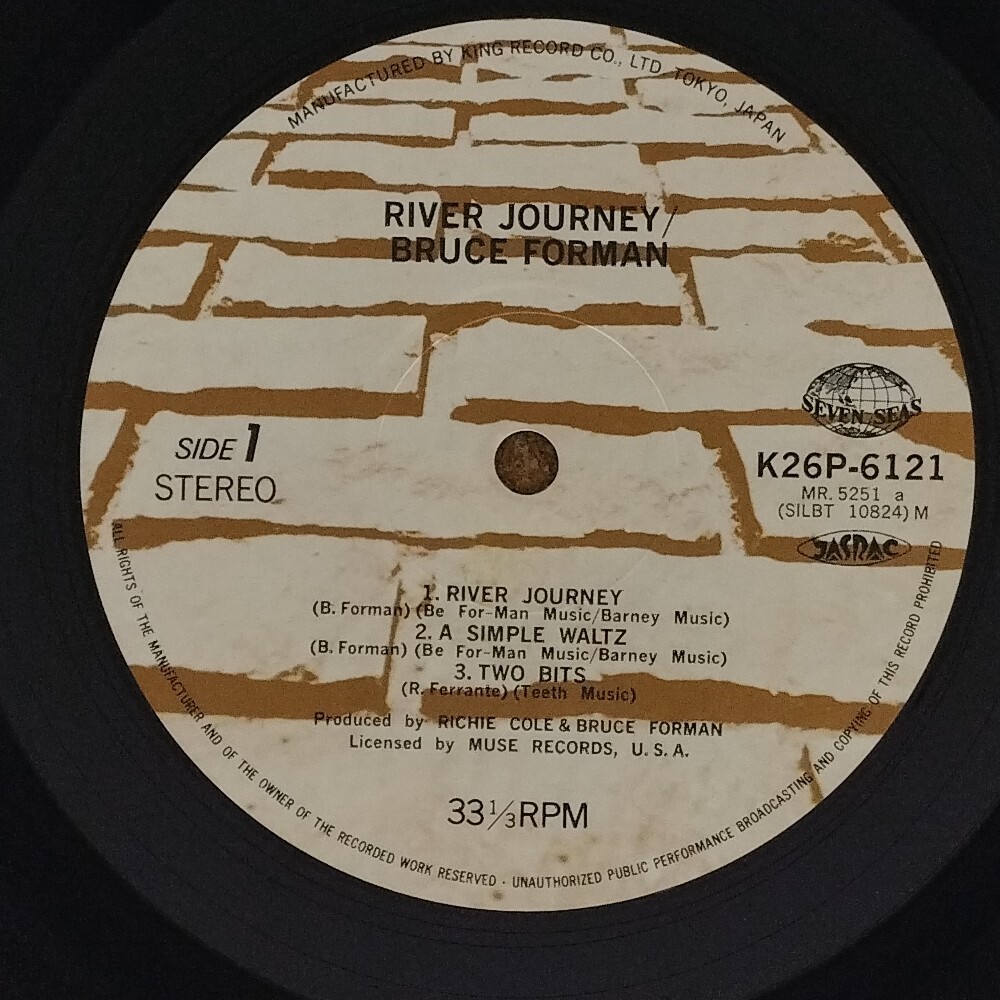 MANUFACTURED BY KING RECORD CO., LTD. TOKYO, JAPAN
RIVER JOURNEY/
BRUCE FORMAN
SEVEN SEAS
SIDE 1
STEREO
K26P-6121
MR. 5251 a
(SILBT 10824) M
JASRAC
1. RIVER JOURNEY
(B. Forman) (Be For-Man Music/Barney Music)
2. A SIMPLE WALTZ
(B. Forman) (Be For-Man Music/Barney Music)
3. TWO BITS
(R. Ferrante) (Teeth Music)
Produced by RICHIE COLE & BRUCE FORMAN
Licensed by MUSE RECORDS, U. S. A.
33 1/3 RPM
ALL RIGHTS OF THE MANUFACTURER AND OF THE OWNER OF THE RECORDED WORK RESERVED · UNAUTHORIZED PUBLIC PERFORMANCE BROADCASTING AND COPYING OF THIS RECORD PROHIBITED